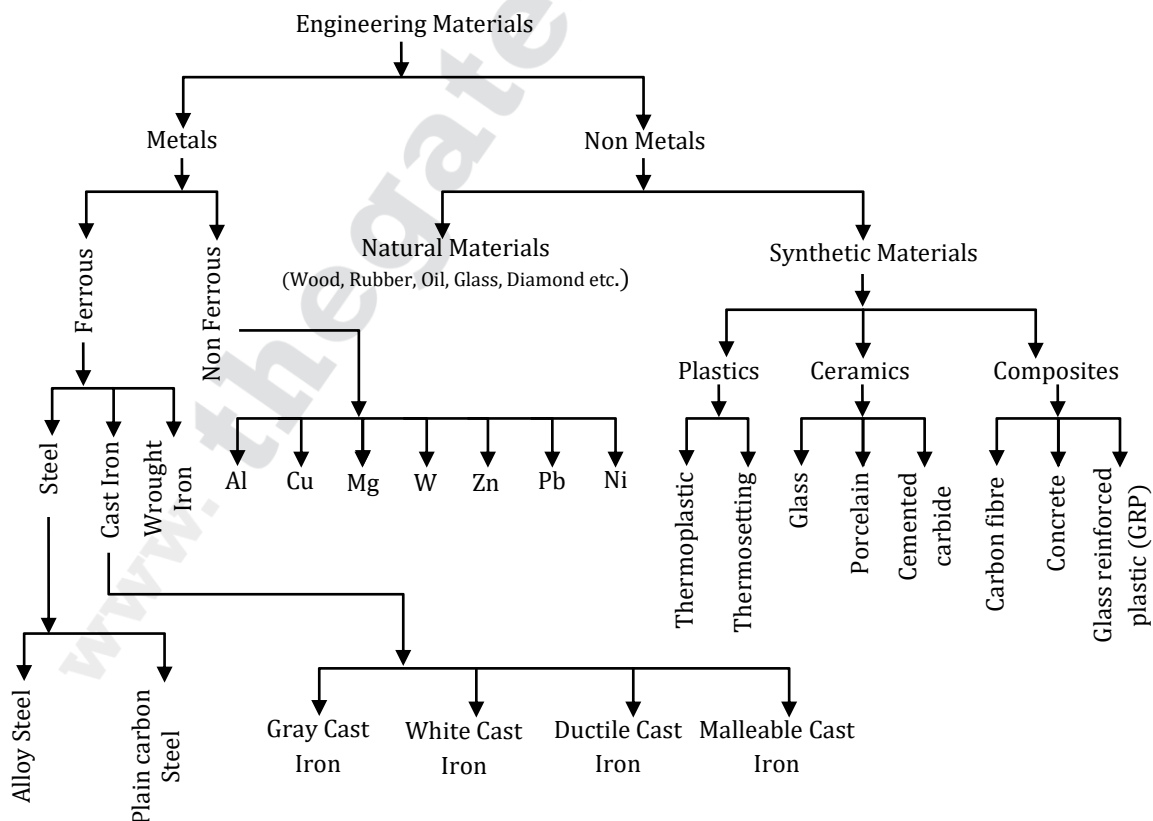 Engineering Materials
Metals
Non Metals
Ferrous
Non Ferrous
Natural Materials
(Wood, Rubber, Oil, Glass, Diamond etc.)
Synthetic Materials
Plastics
Ceramics
Composites
Steel
Cast Iron
Wrought
Iron
Al
Cu
Mg
W
Zn
Pb
Ni
Thermoplastic
Thermosetting
Glass
Porcelain
Cemented
carbide
Carbon fibre
Concrete
Glass reinforced
plastic (GRP)
Alloy Steel
Plain carbon
Steel
Gray Cast
Iron
White Cast
Iron
Ductile Cast
Iron
Malleable Cast
Iron
www. thegate